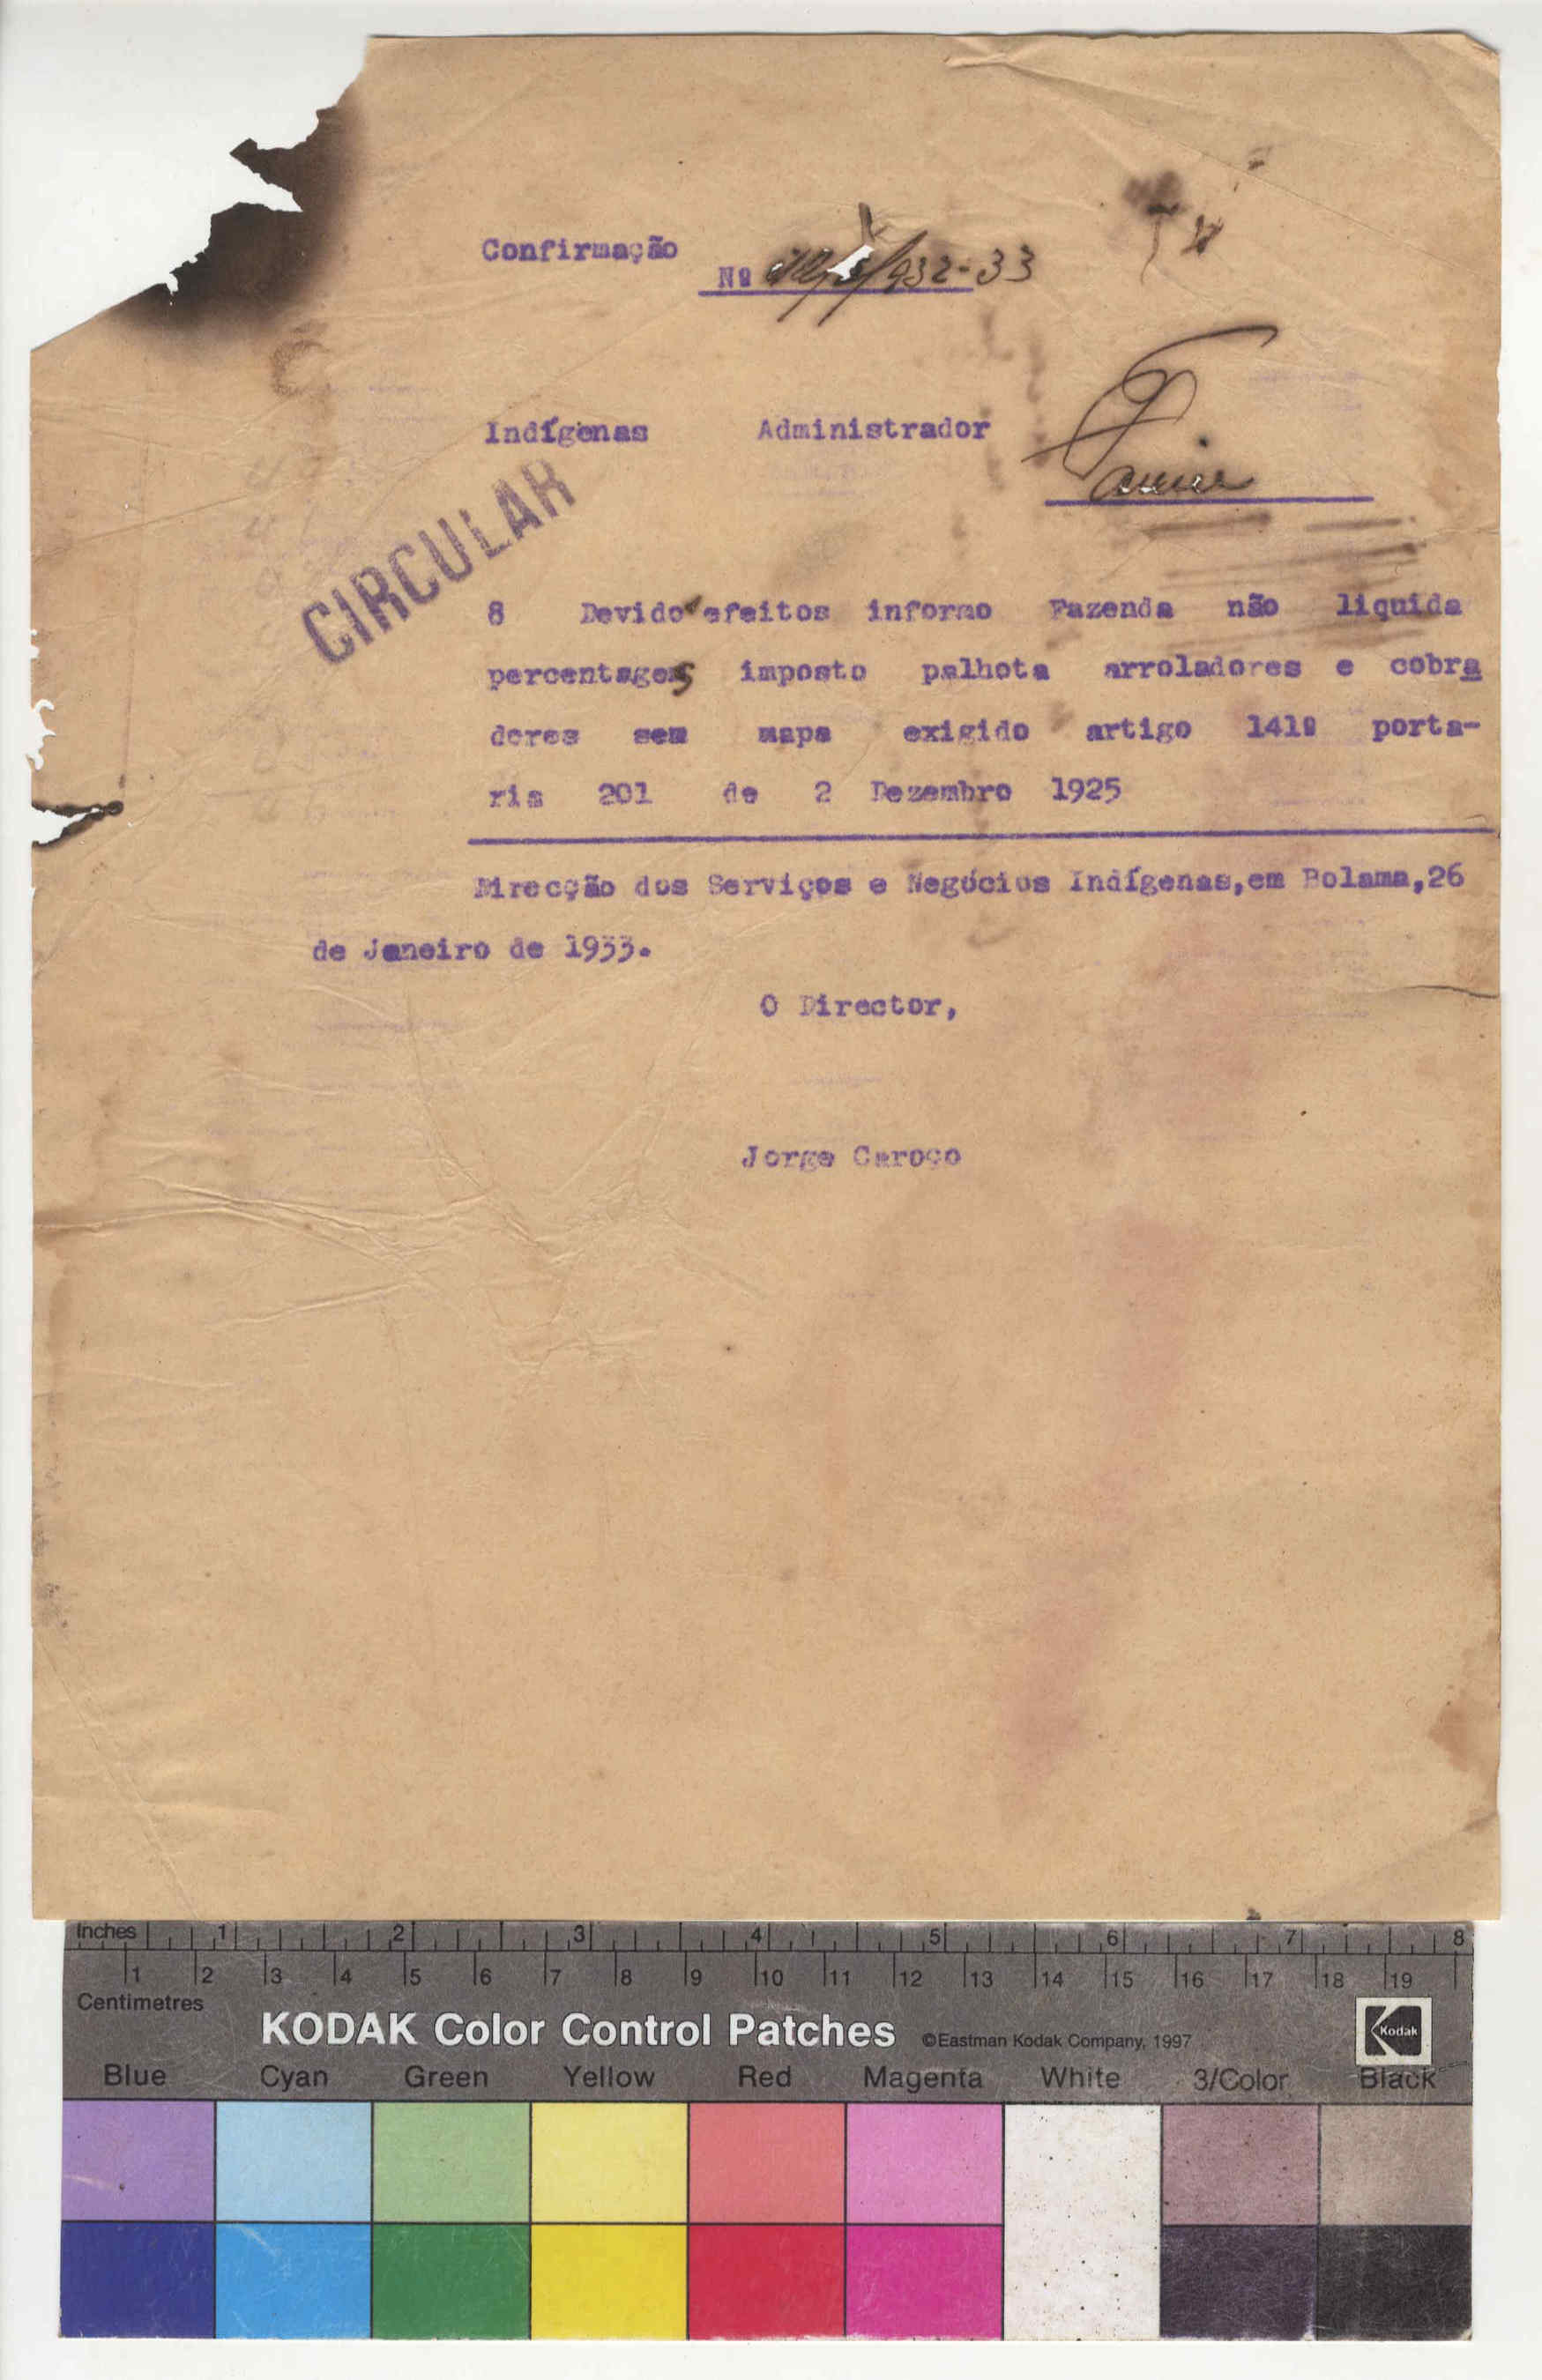 Confirmação
Nº /932-33
Indígenas Administrador
CIRCULAR
8 Devido efeitos informo Fazenda não liquida
percentagens imposto palhota arroladores e cobra
dores sem mapa exigido artigo 141º porta-
ria 201 de 2 Dezembro 1925
Direcção dos Serviços e Negócios Indígenas,em Bolama,26
de Janeiro de 1933.
O Director,
Jorge Caroço
Inches 1 2 3 4 5 6 7 8
1 2 3 4 5 6 7 8 9 10 11 12 13 14 15 16 17 18 19
Centimetres
KODAK Color Control Patches ©Eastman Kodak Company, 1997 Kodak
Blue Cyan Green Yellow Red Magenta White 3/Color Black